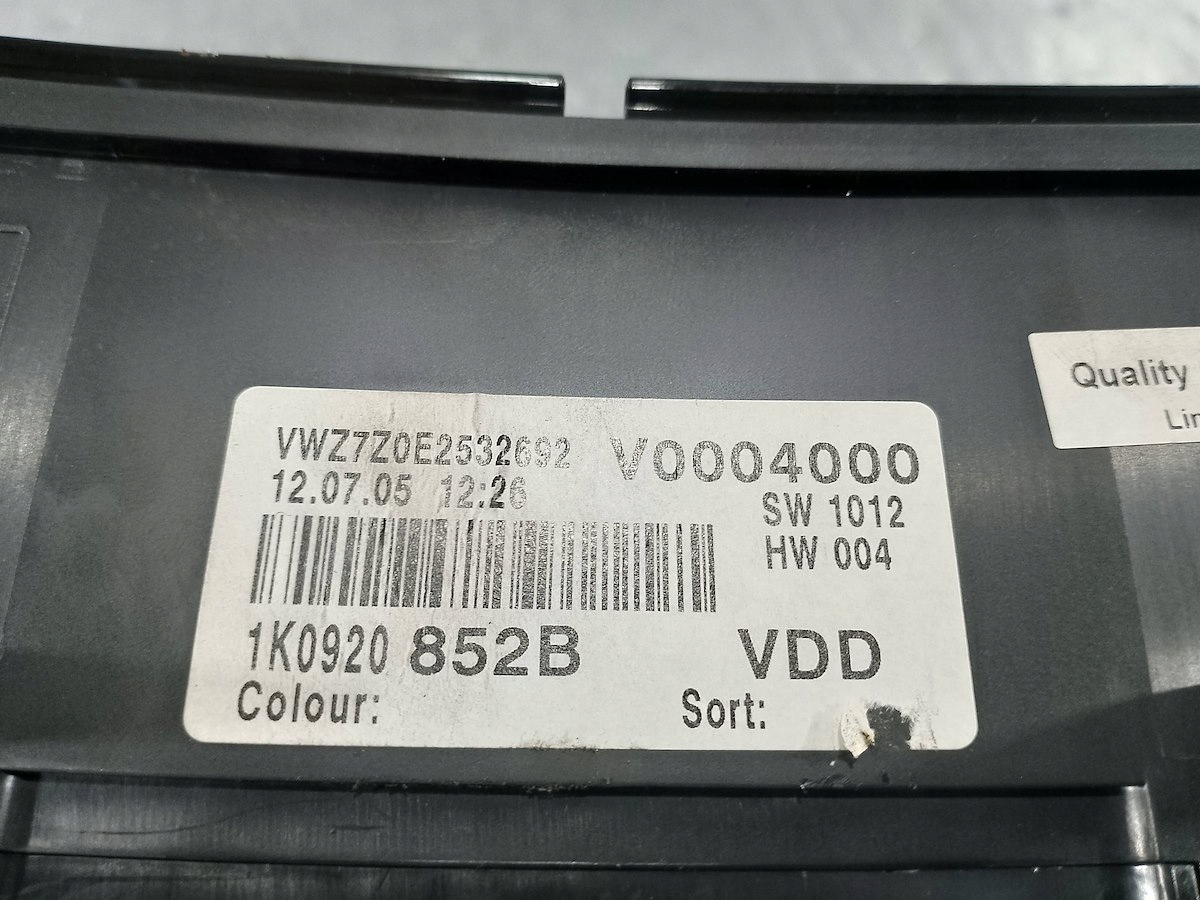 VWZ7Z0E2532692 V0004000
12.07.05 12:26 SW 1012
HW 004
1K0920 852B VDD
Colour: Sort:
Quality